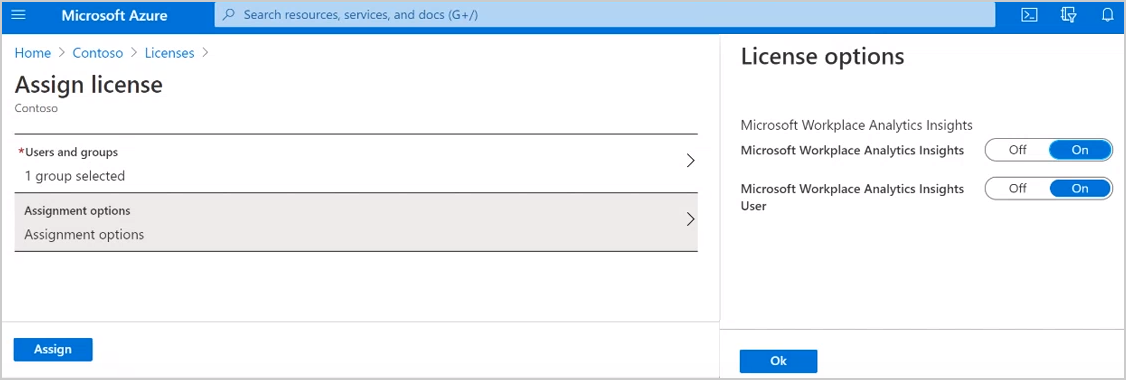 Microsoft Azure
Search resources, services, and docs (G+/)
Home > Contoso > Licenses >
Assign license
Contoso
*Users and groups
1 group selected
Assignment options
Assignment options
Assign
License options
Microsoft Workplace Analytics Insights
Microsoft Workplace Analytics Insights
Off On
Microsoft Workplace Analytics Insights
User
Off On
Ok